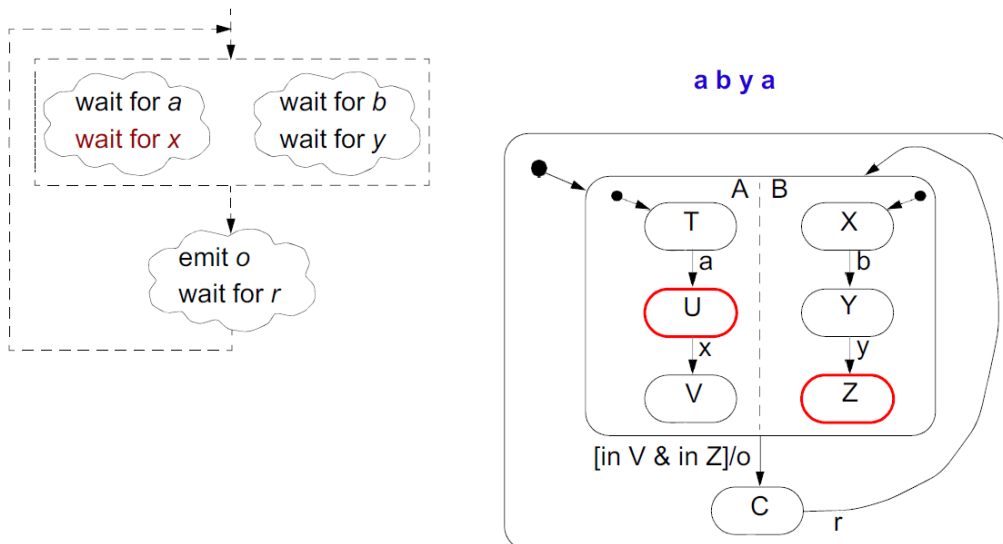 wait for a
wait for x
wait for b
wait for y
emit o
wait for r
a b y a
A B
T X
a b
U Y
x y
V Z
[in V & in Z]/o
C
r